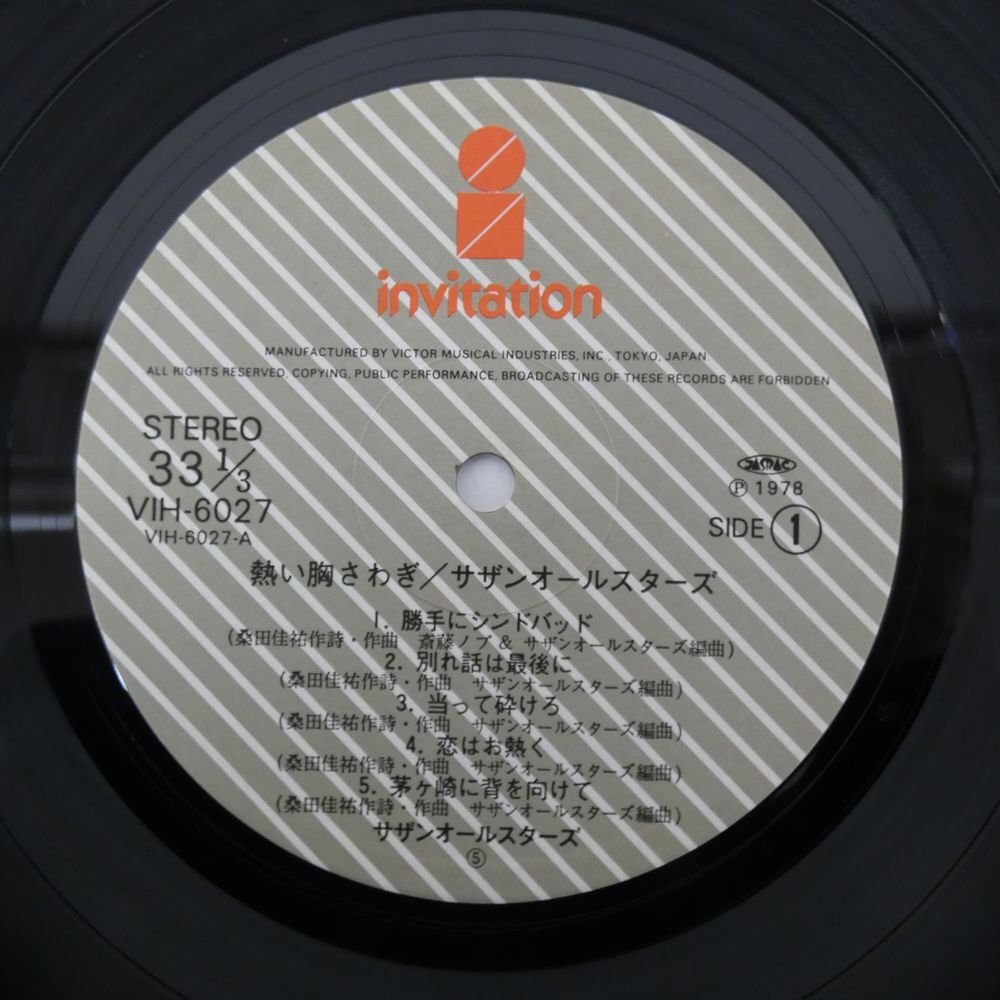 invitation
MANUFACTURED BY VICTOR MUSICAL INDUSTRIES, INC., TOKYO, JAPAN
ALL RIGHTS RESERVED, COPYING, PUBLIC PERFORMANCE, BROADCASTING OF THESE RECORDS ARE FORBIDDEN
STEREO
33 1/3
VIH-6027
VIH-6027-A
JASRAC
Ⓟ 1978
SIDE 1
熱い胸さわぎ/サザンオールスターズ
1. 勝手にシンドバッド
(桑田佳祐作詩・作曲 斎藤ノブ & サザンオールスターズ編曲)
2. 別れ話は最後に
(桑田佳祐作詩・作曲 サザンオールスターズ編曲)
3. 当って砕けろ
(桑田佳祐作詩・作曲 サザンオールスターズ編曲)
4. 恋はお熱く
(桑田佳祐作詩・作曲 サザンオールスターズ編曲)
5. 茅ヶ崎に背を向けて
(桑田佳祐作詩・作曲 サザンオールスターズ編曲)
サザンオールスターズ
⑤